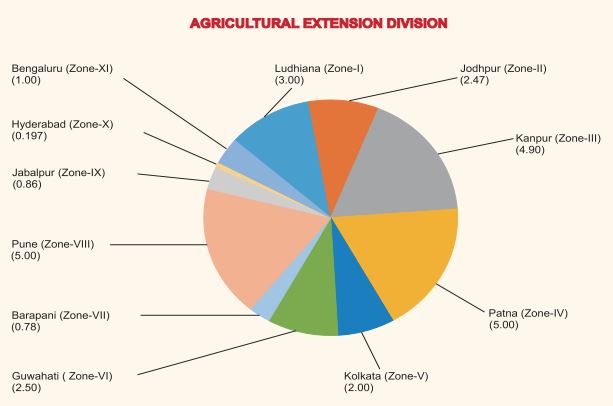 AGRICULTURAL EXTENSION DIVISION
Bengaluru (Zone-XI)
(1.00)
Ludhiana (Zone-I)
(3.00)
Jodhpur (Zone-II)
(2.47)
Hyderabad (Zone-X)
(0.197)
Kanpur (Zone-III)
(4.90)
Jabalpur (Zone-IX)
(0.86)
Pune (Zone-VIII)
(5.00)
Barapani (Zone-VII)
(0.78)
Patna (Zone-IV)
(5.00)
Guwahati ( Zone-VI)
(2.50)
Kolkata (Zone-V)
(2.00)